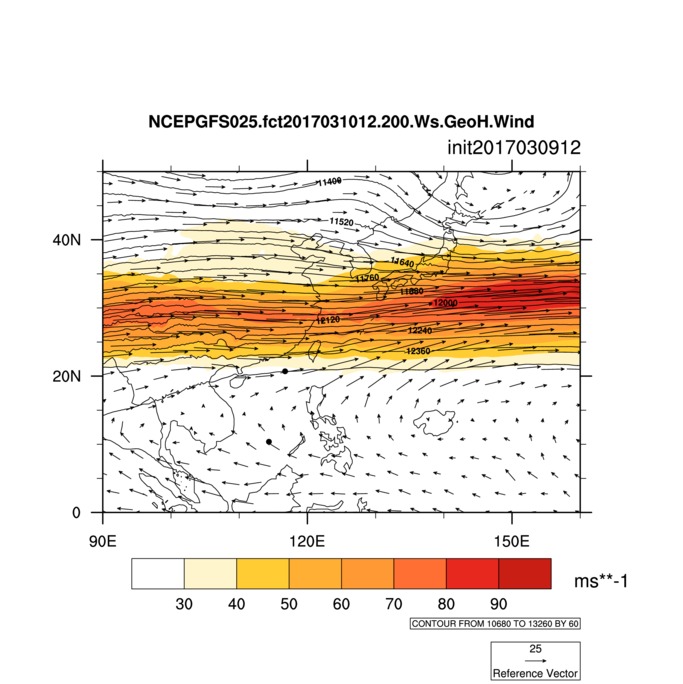 NCEPGFS025.fct2017031012.200.Ws.GeoH.Wind
init2017030912
11400
11520
40N
11640
11760
11880
12000
12120
12240
12360
20N
0
90E 120E 150E
ms**-1
30 40 50 60 70 80 90
CONTOUR FROM 10680 TO 13260 BY 60
25
Reference Vector